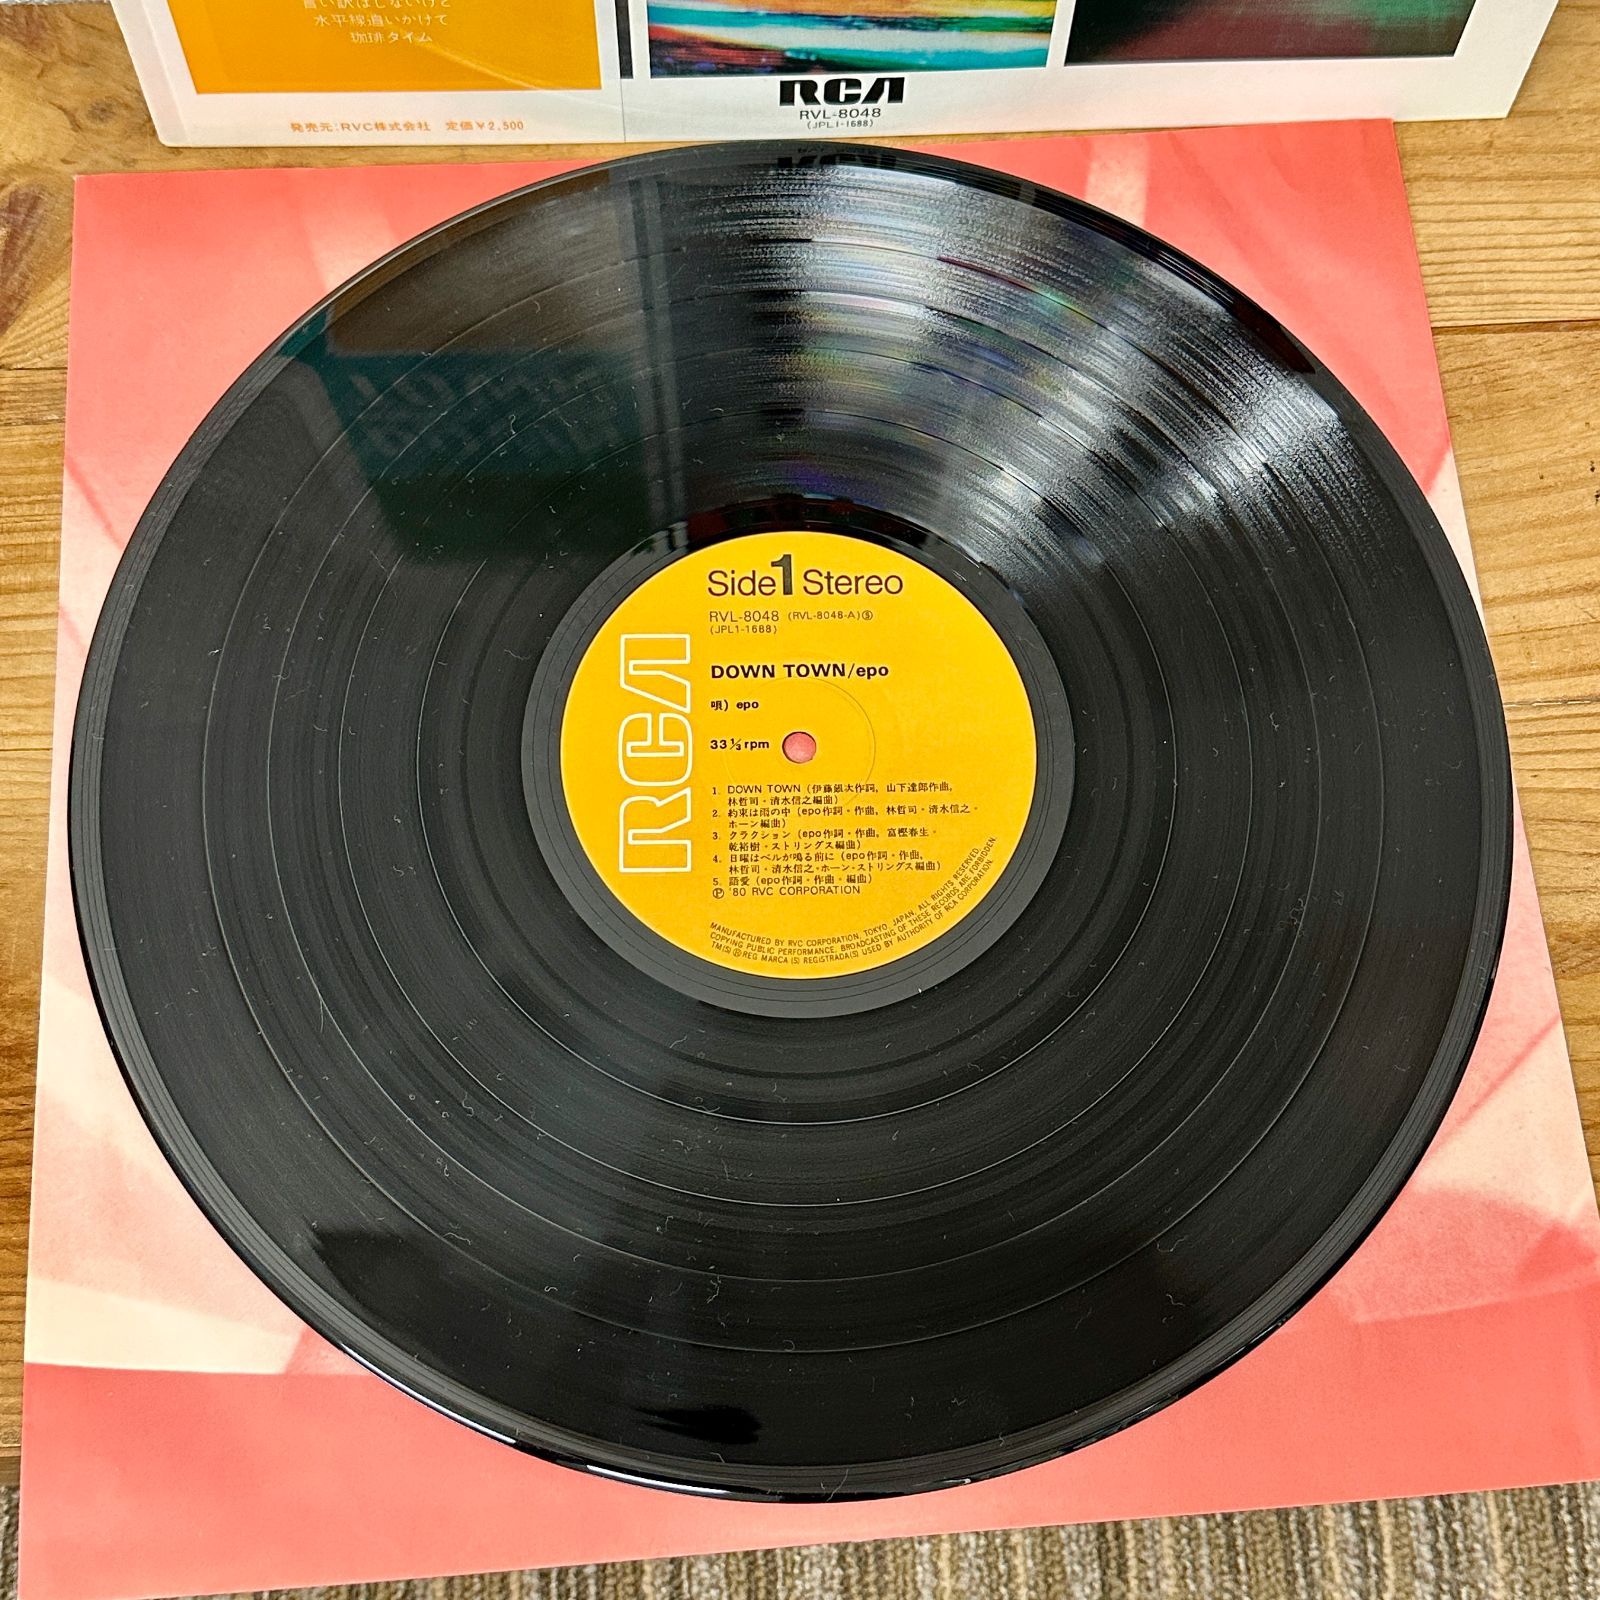 言い訳はしないけど
水平線追いかけて
珈琲タイム
発売元:RVC株式会社 定価¥2,500
RCA
RVL-8048
(JPL1-1688)
Side 1 Stereo
RVL-8048 (RVL-8048-A)Ⓢ
(JPL1-1688)
RCA
DOWN TOWN/epo
唄) epo
33⅓rpm
1. DOWN TOWN (伊藤銀次作詞, 山下達郎作曲,
林哲司・清水信之編曲)
2. 約束は雨の中 (epo作詞・作曲, 林哲司・清水信之・
ホーン編曲)
3. クラクション (epo作詞・作曲, 富樫春生・
乾裕樹・ストリングス編曲)
4. 日曜はベルが鳴る前に (epo作詞・作曲,
林哲司・清水信之・ホーン・ストリングス編曲)
5. 語愛 (epo作詞・作曲・編曲)
Ⓟ '80 RVC CORPORATION
MANUFACTURED BY RVC CORPORATION, TOKYO, JAPAN. ALL RIGHTS RESERVED.
COPYING PUBLIC PERFORMANCE, BROADCASTING OF THESE RECORDS ARE FORBIDDEN.
TM(S) ® REG MARCA (S) REGISTRADA(S) USED BY AUTHORITY OF RCA CORPORATION.